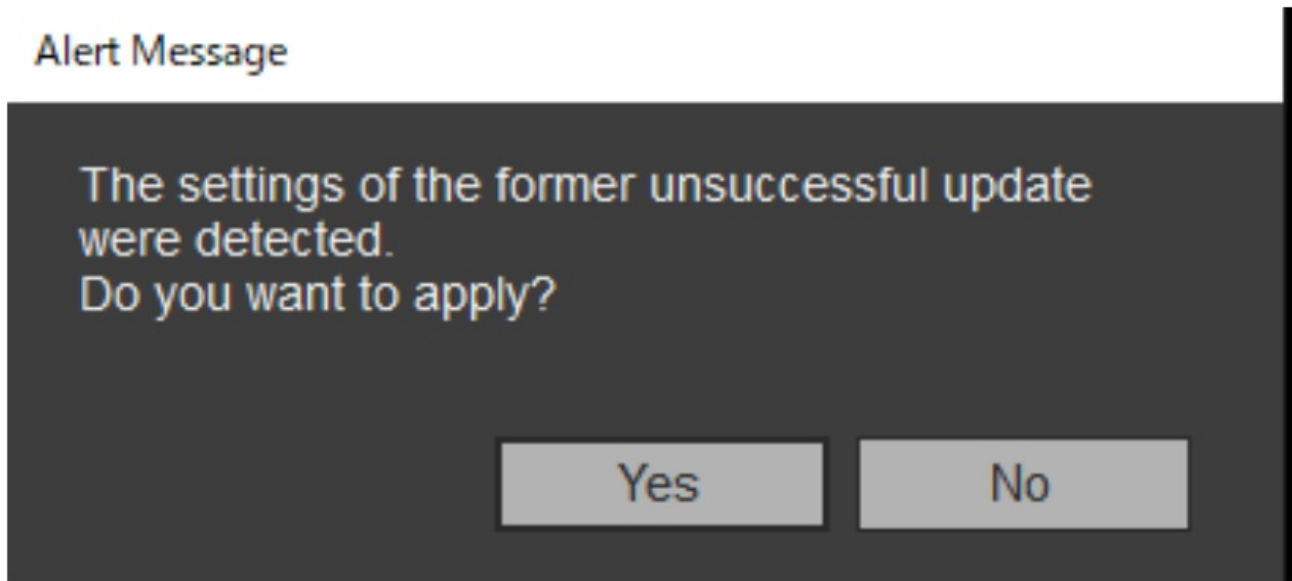 Alert Message
The settings of the former unsuccessful update
were detected.
Do you want to apply?
Yes
No